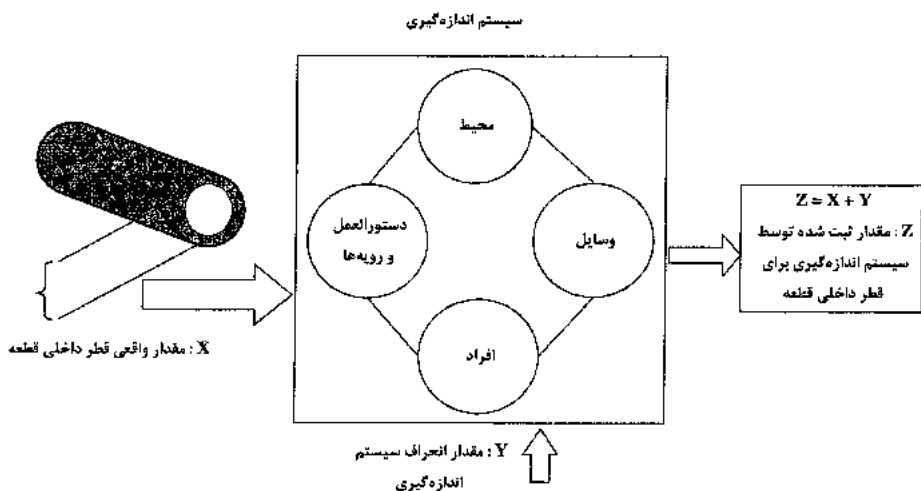 سیستم اندازه‌گیری
محیط
دستورالعمل
و رویه‌ها
وسایل
افراد
X : مقدار واقعی قطر داخلی قطعه
Y : مقدار انحراف سیستم
اندازه‌گیری
Z = X + Y
Z : مقدار ثبت شده توسط
سیستم اندازه‌گیری برای
قطر داخلی قطعه